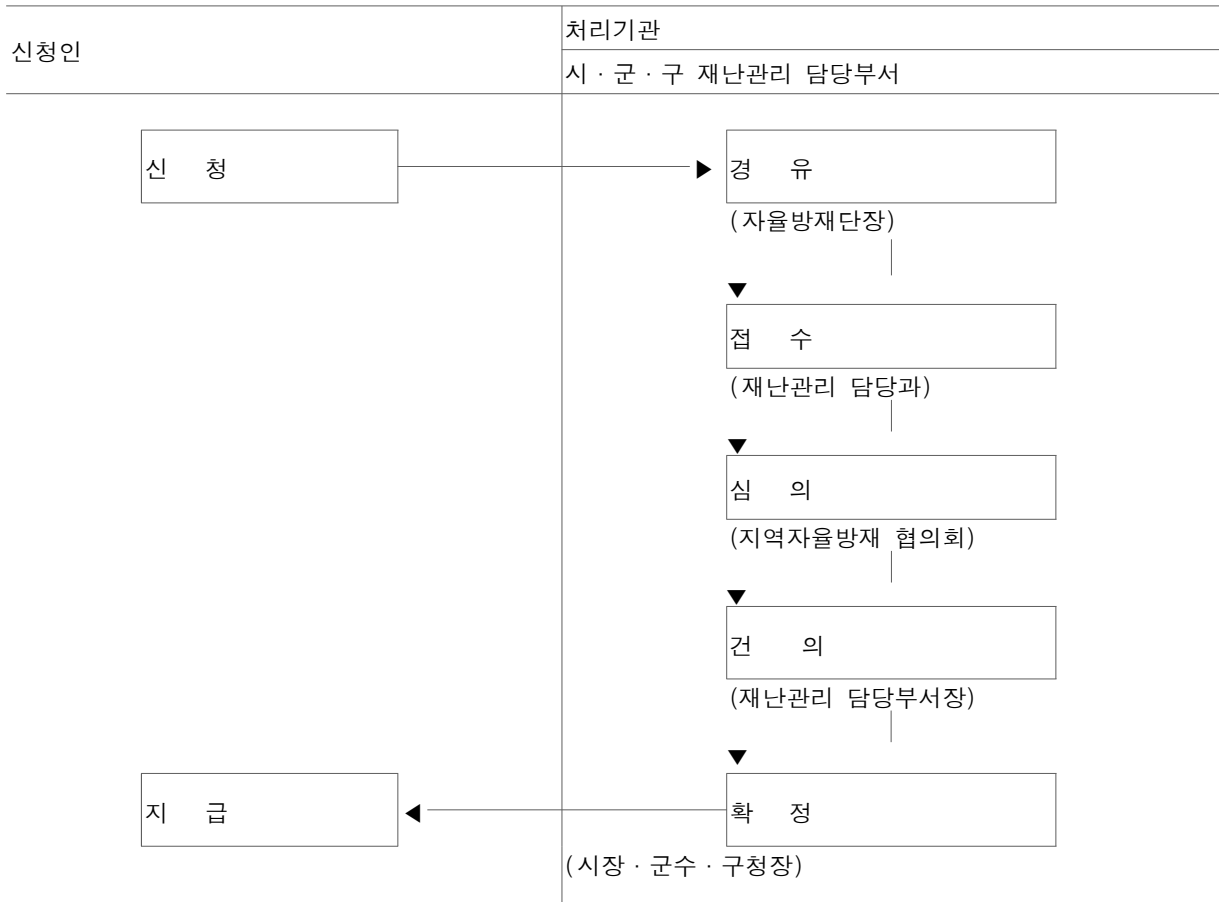 신청인
처리기관
시 · 군 · 구 재난관리 담당부서
신 청
경 유
(자율방재단장)
접 수
(재난관리 담당과)
심 의
(지역자율방재 협의회)
건 의
(재난관리 담당부서장)
지 급
확 정
(시장 · 군수 · 구청장)